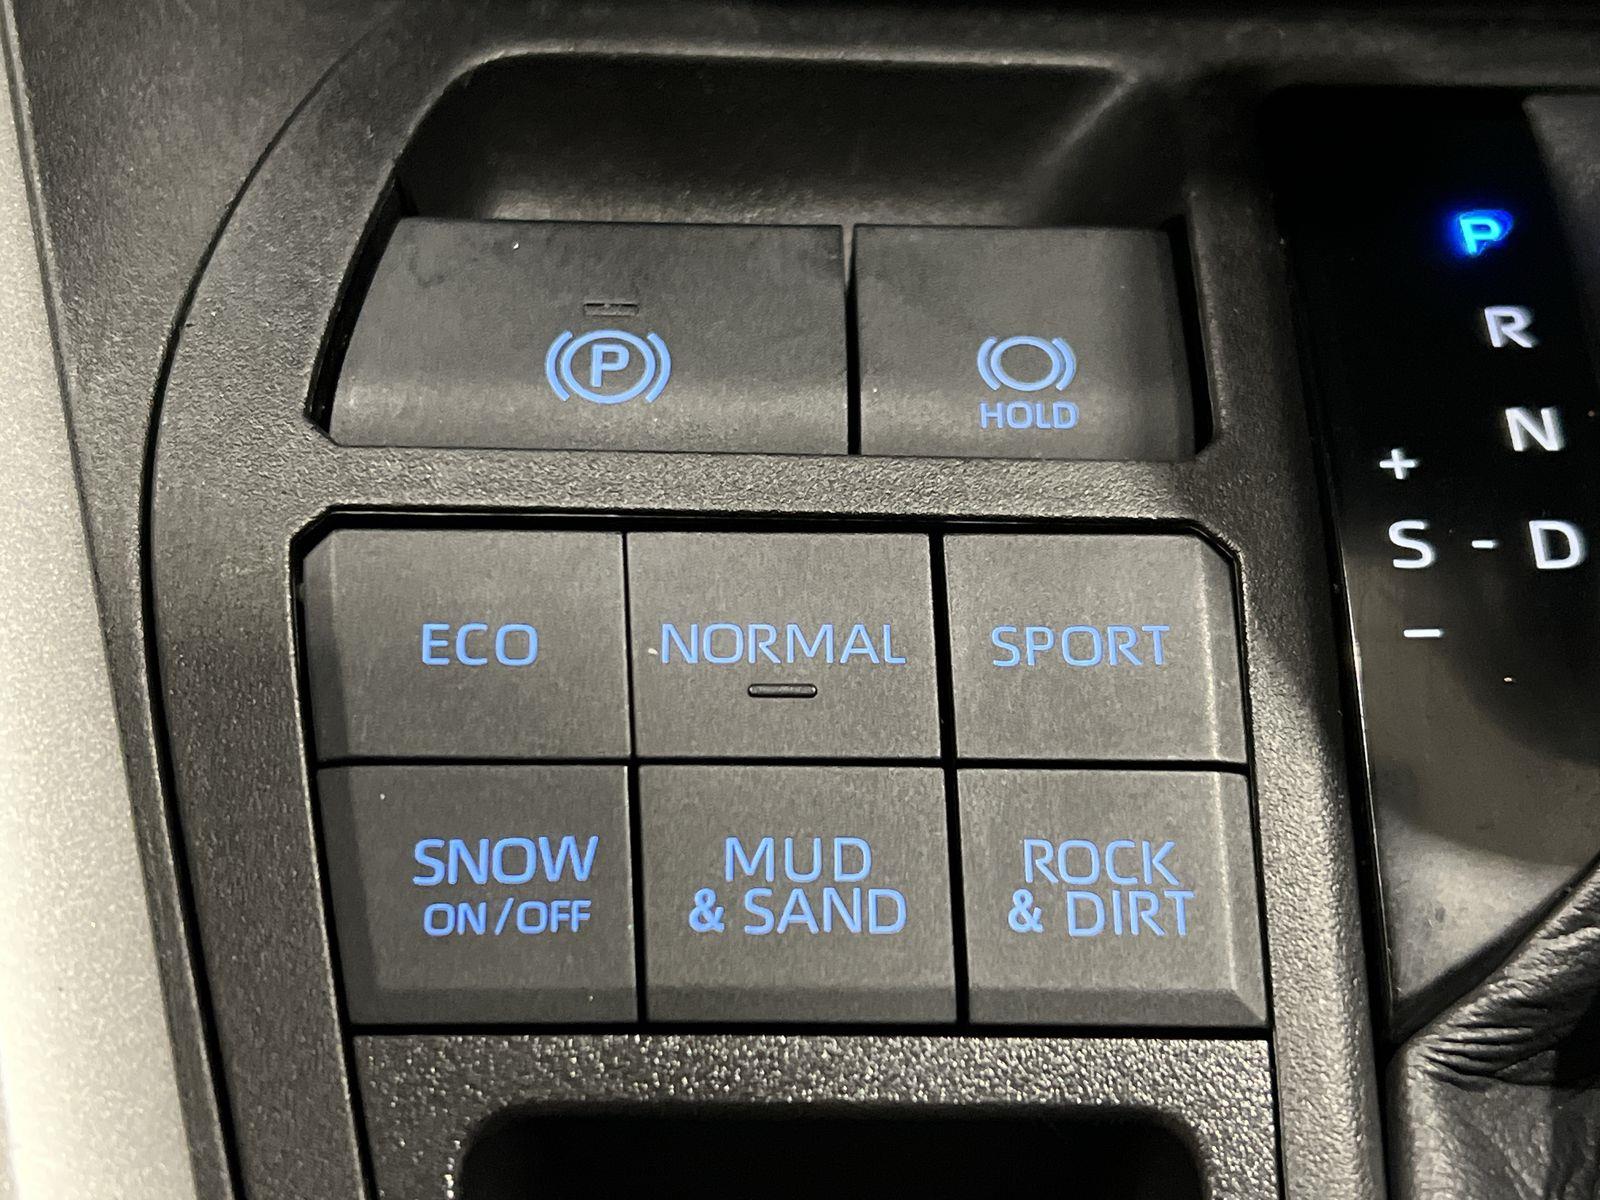 P
HOLD
ECO
NORMAL
SPORT
SNOW
ON/OFF
MUD
& SAND
ROCK
& DIRT
P
R
N
+
S - D
-